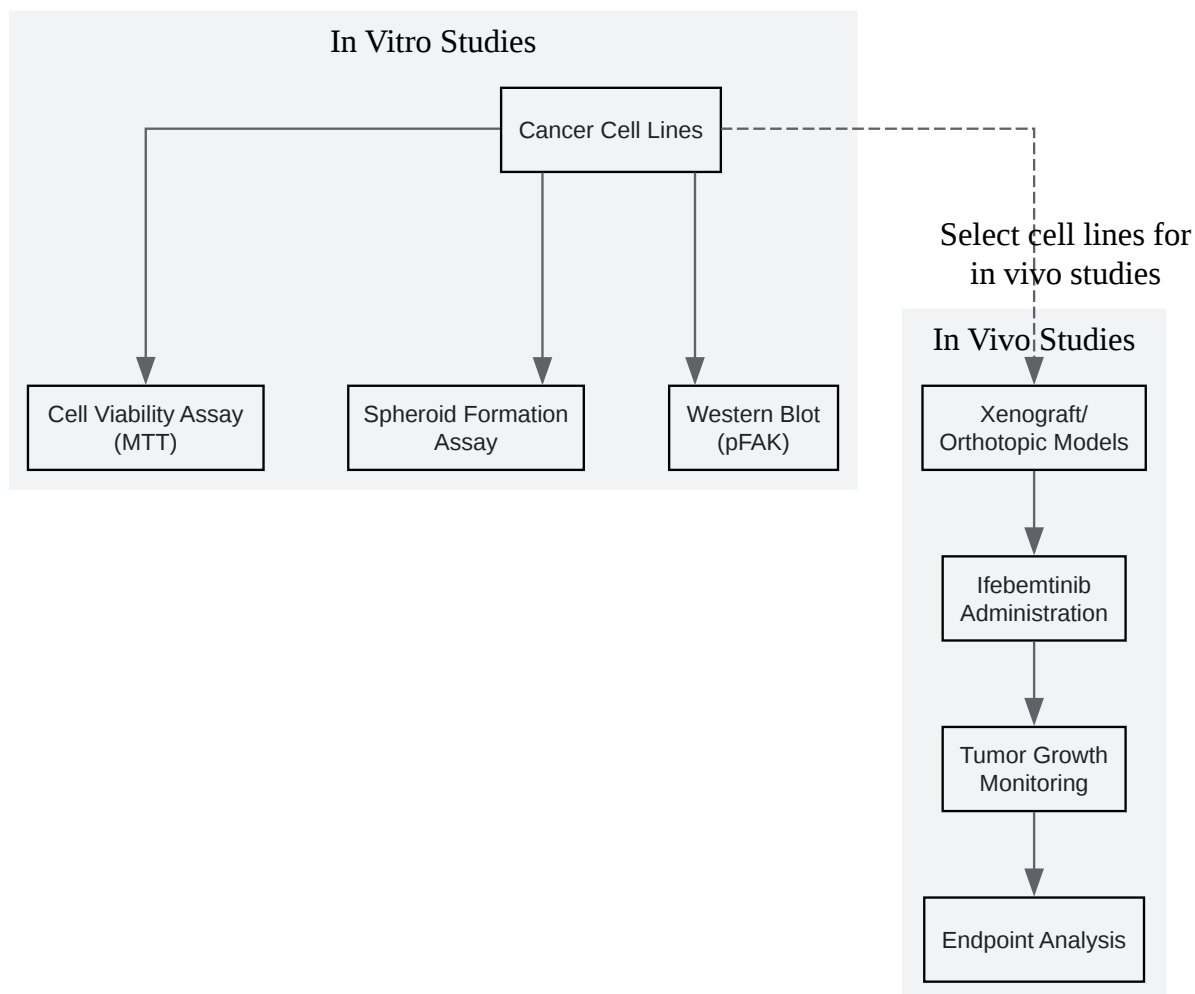 In Vitro Studies
Cancer Cell Lines
Select cell lines for
in vivo studies
In Vivo Studies
Cell Viability Assay
(MTT)
Spheroid Formation
Assay
Western Blot
(pFAK)
Xenograft/
Orthotopic Models
Ifebemtinib
Administration
Tumor Growth
Monitoring
Endpoint Analysis